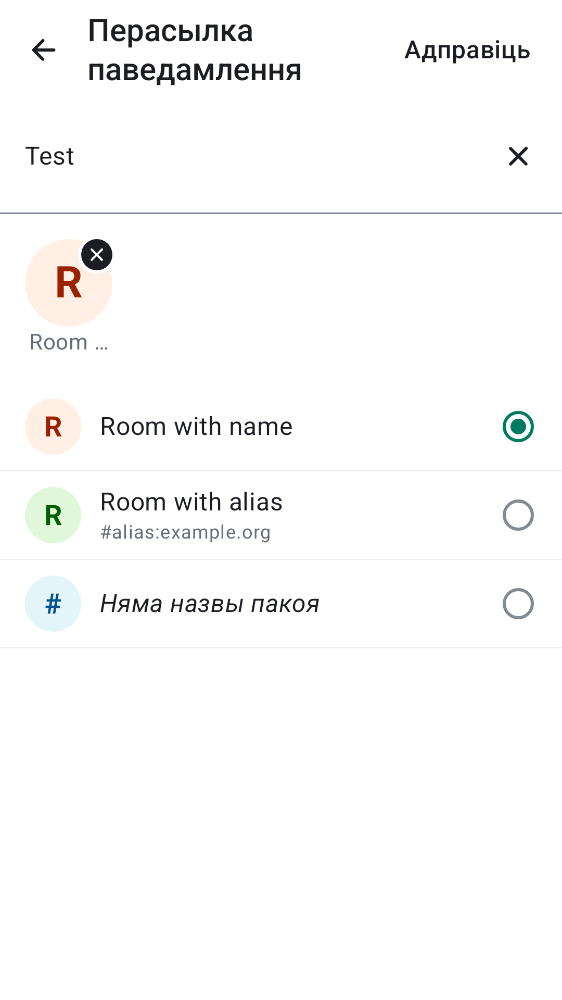 Перасылка
паведамлення
Адправіць
Test
R
Room …
R
Room with name
R
Room with alias
#alias:example.org
#
Няма назвы пакоя